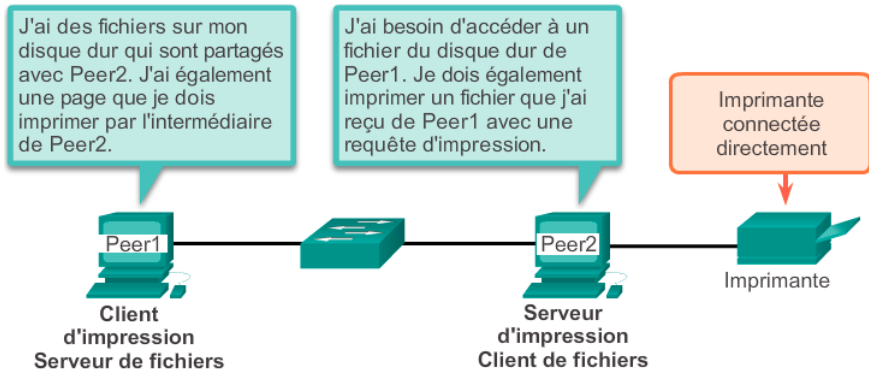 J'ai des fichiers sur mon
disque dur qui sont partagés
avec Peer2. J'ai également
une page que je dois
imprimer par l'intermédiaire
de Peer2.
J'ai besoin d'accéder à un
fichier du disque dur de
Peer1. Je dois également
imprimer un fichier que j'ai
reçu de Peer1 avec une
requête d'impression.
Imprimante
connectée
directement
Peer1
Peer2
Imprimante
Client
d'impression
Serveur de fichiers
Serveur
d'impression
Client de fichiers